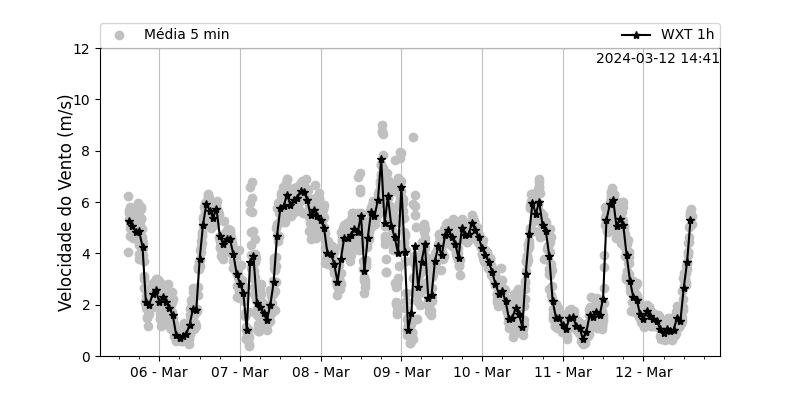 Média 5 min
WXT 1h
2024-03-12 14:41
Velocidade do Vento (m/s)
12
10
8
6
4
2
0
06 - Mar
07 - Mar
08 - Mar
09 - Mar
10 - Mar
11 - Mar
12 - Mar